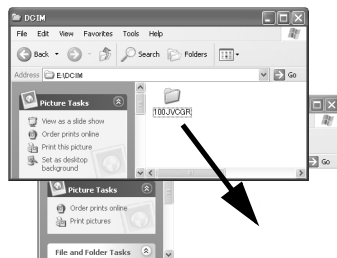 DCIM
File Edit View Favorites Tools Help
Back Search Folders
Address E:\DCIM Go
Picture Tasks
View as a slide show
Order prints online
Print this picture
Set as desktop
background
100JVCGR
Go
Picture Tasks
Order prints online
Print pictures
File and Folder Tasks